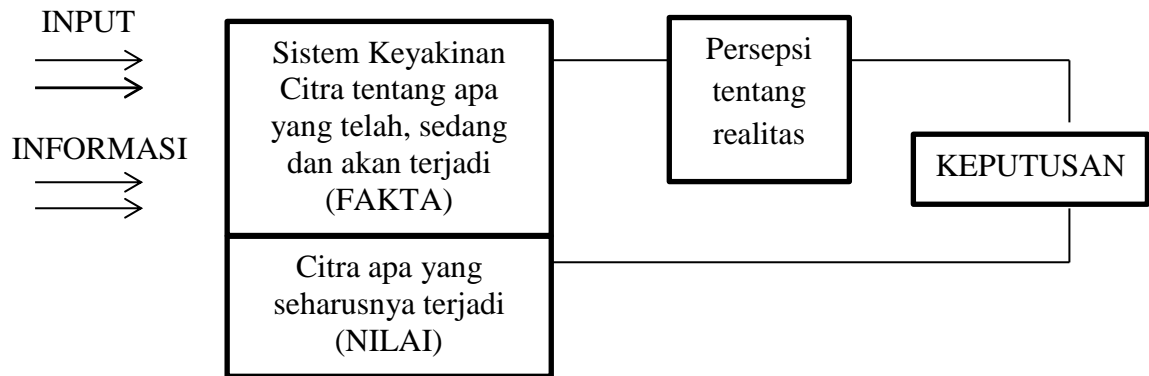 INPUT
INFORMASI
Sistem Keyakinan
Citra tentang apa
yang telah, sedang
dan akan terjadi
(FAKTA)
Citra apa yang
seharusnya terjadi
(NILAI)
Persepsi
tentang
realitas
KEPUTUSAN